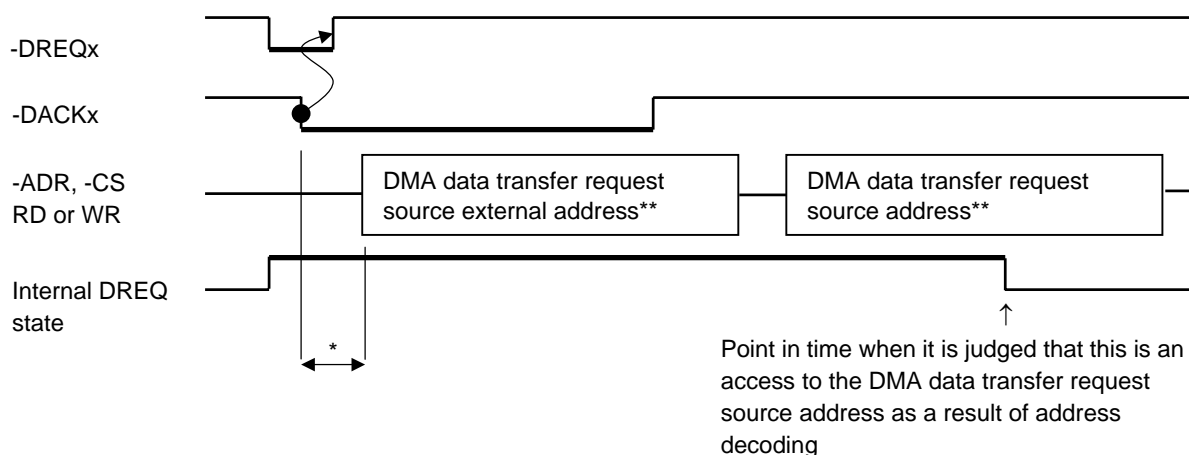 -DREQx
-DACKx
-ADR, -CS
RD or WR
DMA data transfer request
source external address**
DMA data transfer request
source address**
Internal DREQ
state
*
↑
Point in time when it is judged that this is an
access to the DMA data transfer request
source address as a result of address
decoding